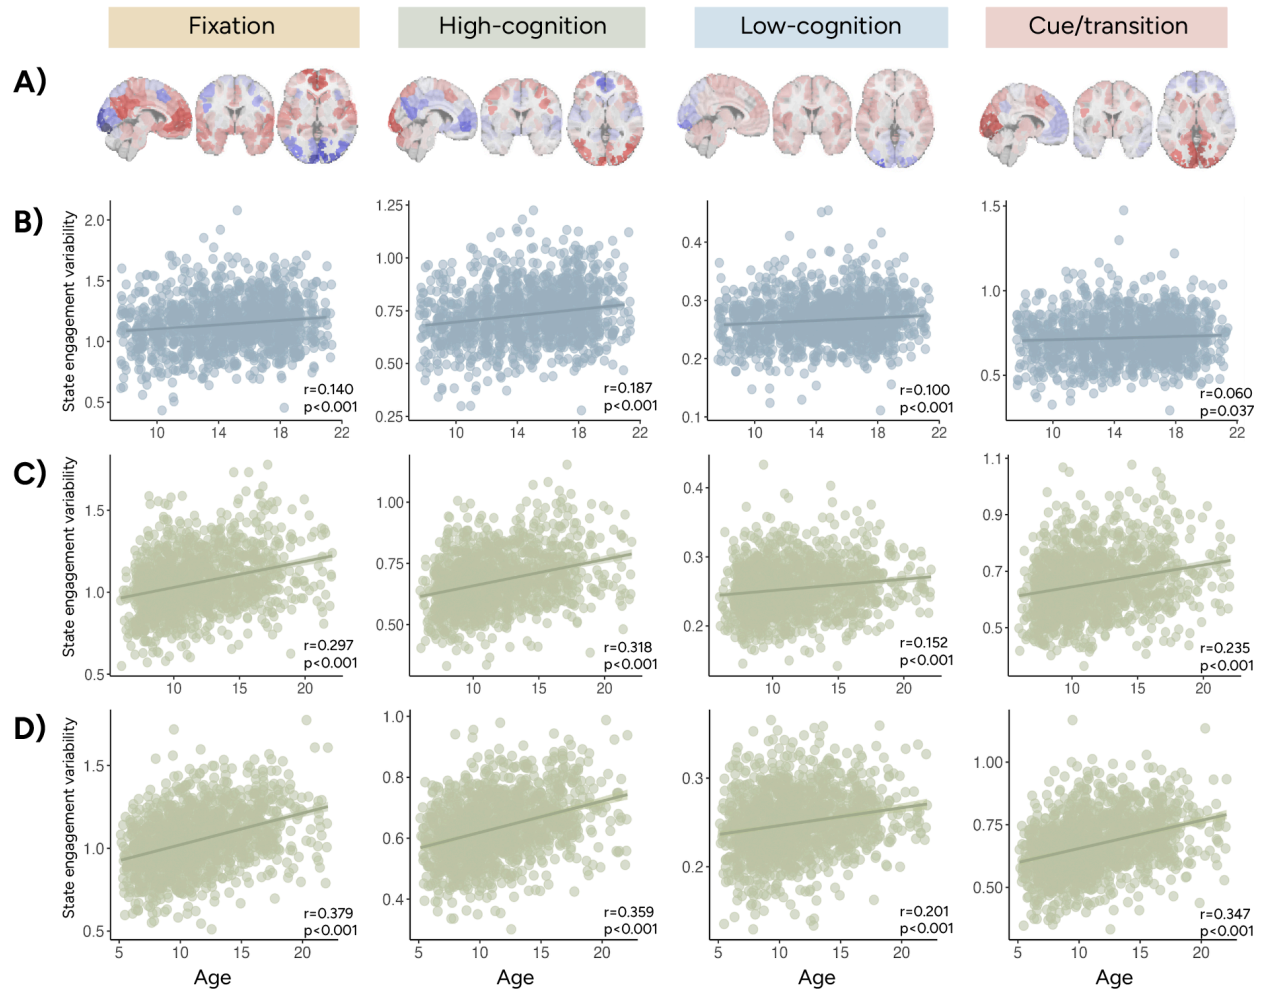 Fixation
High-cognition
Low-cognition
Cue/transition
A)
B)
State engagement variability
2.0
1.5
1.0
0.5
10
14
18
22
r=0.140
p<0.001
1.25
1.00
0.75
0.50
0.25
10
14
18
22
r=0.187
p<0.001
0.4
0.3
0.2
0.1
10
14
18
22
r=0.100
p<0.001
1.5
1.0
0.5
10
14
18
22
r=0.060
p=0.037
C)
State engagement variability
1.5
1.0
0.5
10
15
20
r=0.297
p<0.001
1.00
0.75
0.50
10
15
20
r=0.318
p<0.001
0.4
0.3
0.2
10
15
20
r=0.152
p<0.001
1.1
0.9
0.7
0.5
10
15
20
r=0.235
p<0.001
D)
State engagement variability
1.5
1.0
0.5
5
10
15
20
r=0.379
p<0.001
Age
1.0
0.8
0.6
0.4
5
10
15
20
r=0.359
p<0.001
Age
0.3
0.2
5
10
15
20
r=0.201
p<0.001
Age
1.00
0.75
0.50
5
10
15
20
r=0.347
p<0.001
Age